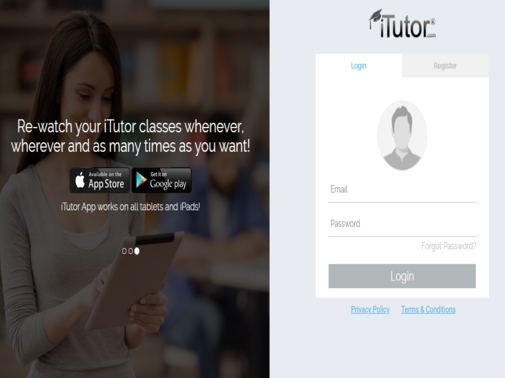 Re-watch your iTutor classes whenever,
wherever and as many times as you want!
Available on the
App Store
Get it on
Google play
iTutor App works on all tablets and iPads!
iTutor®
.com
Login
Register
Email
Password
Forgot Password?
Login
Privacy Policy
Terms & Conditions